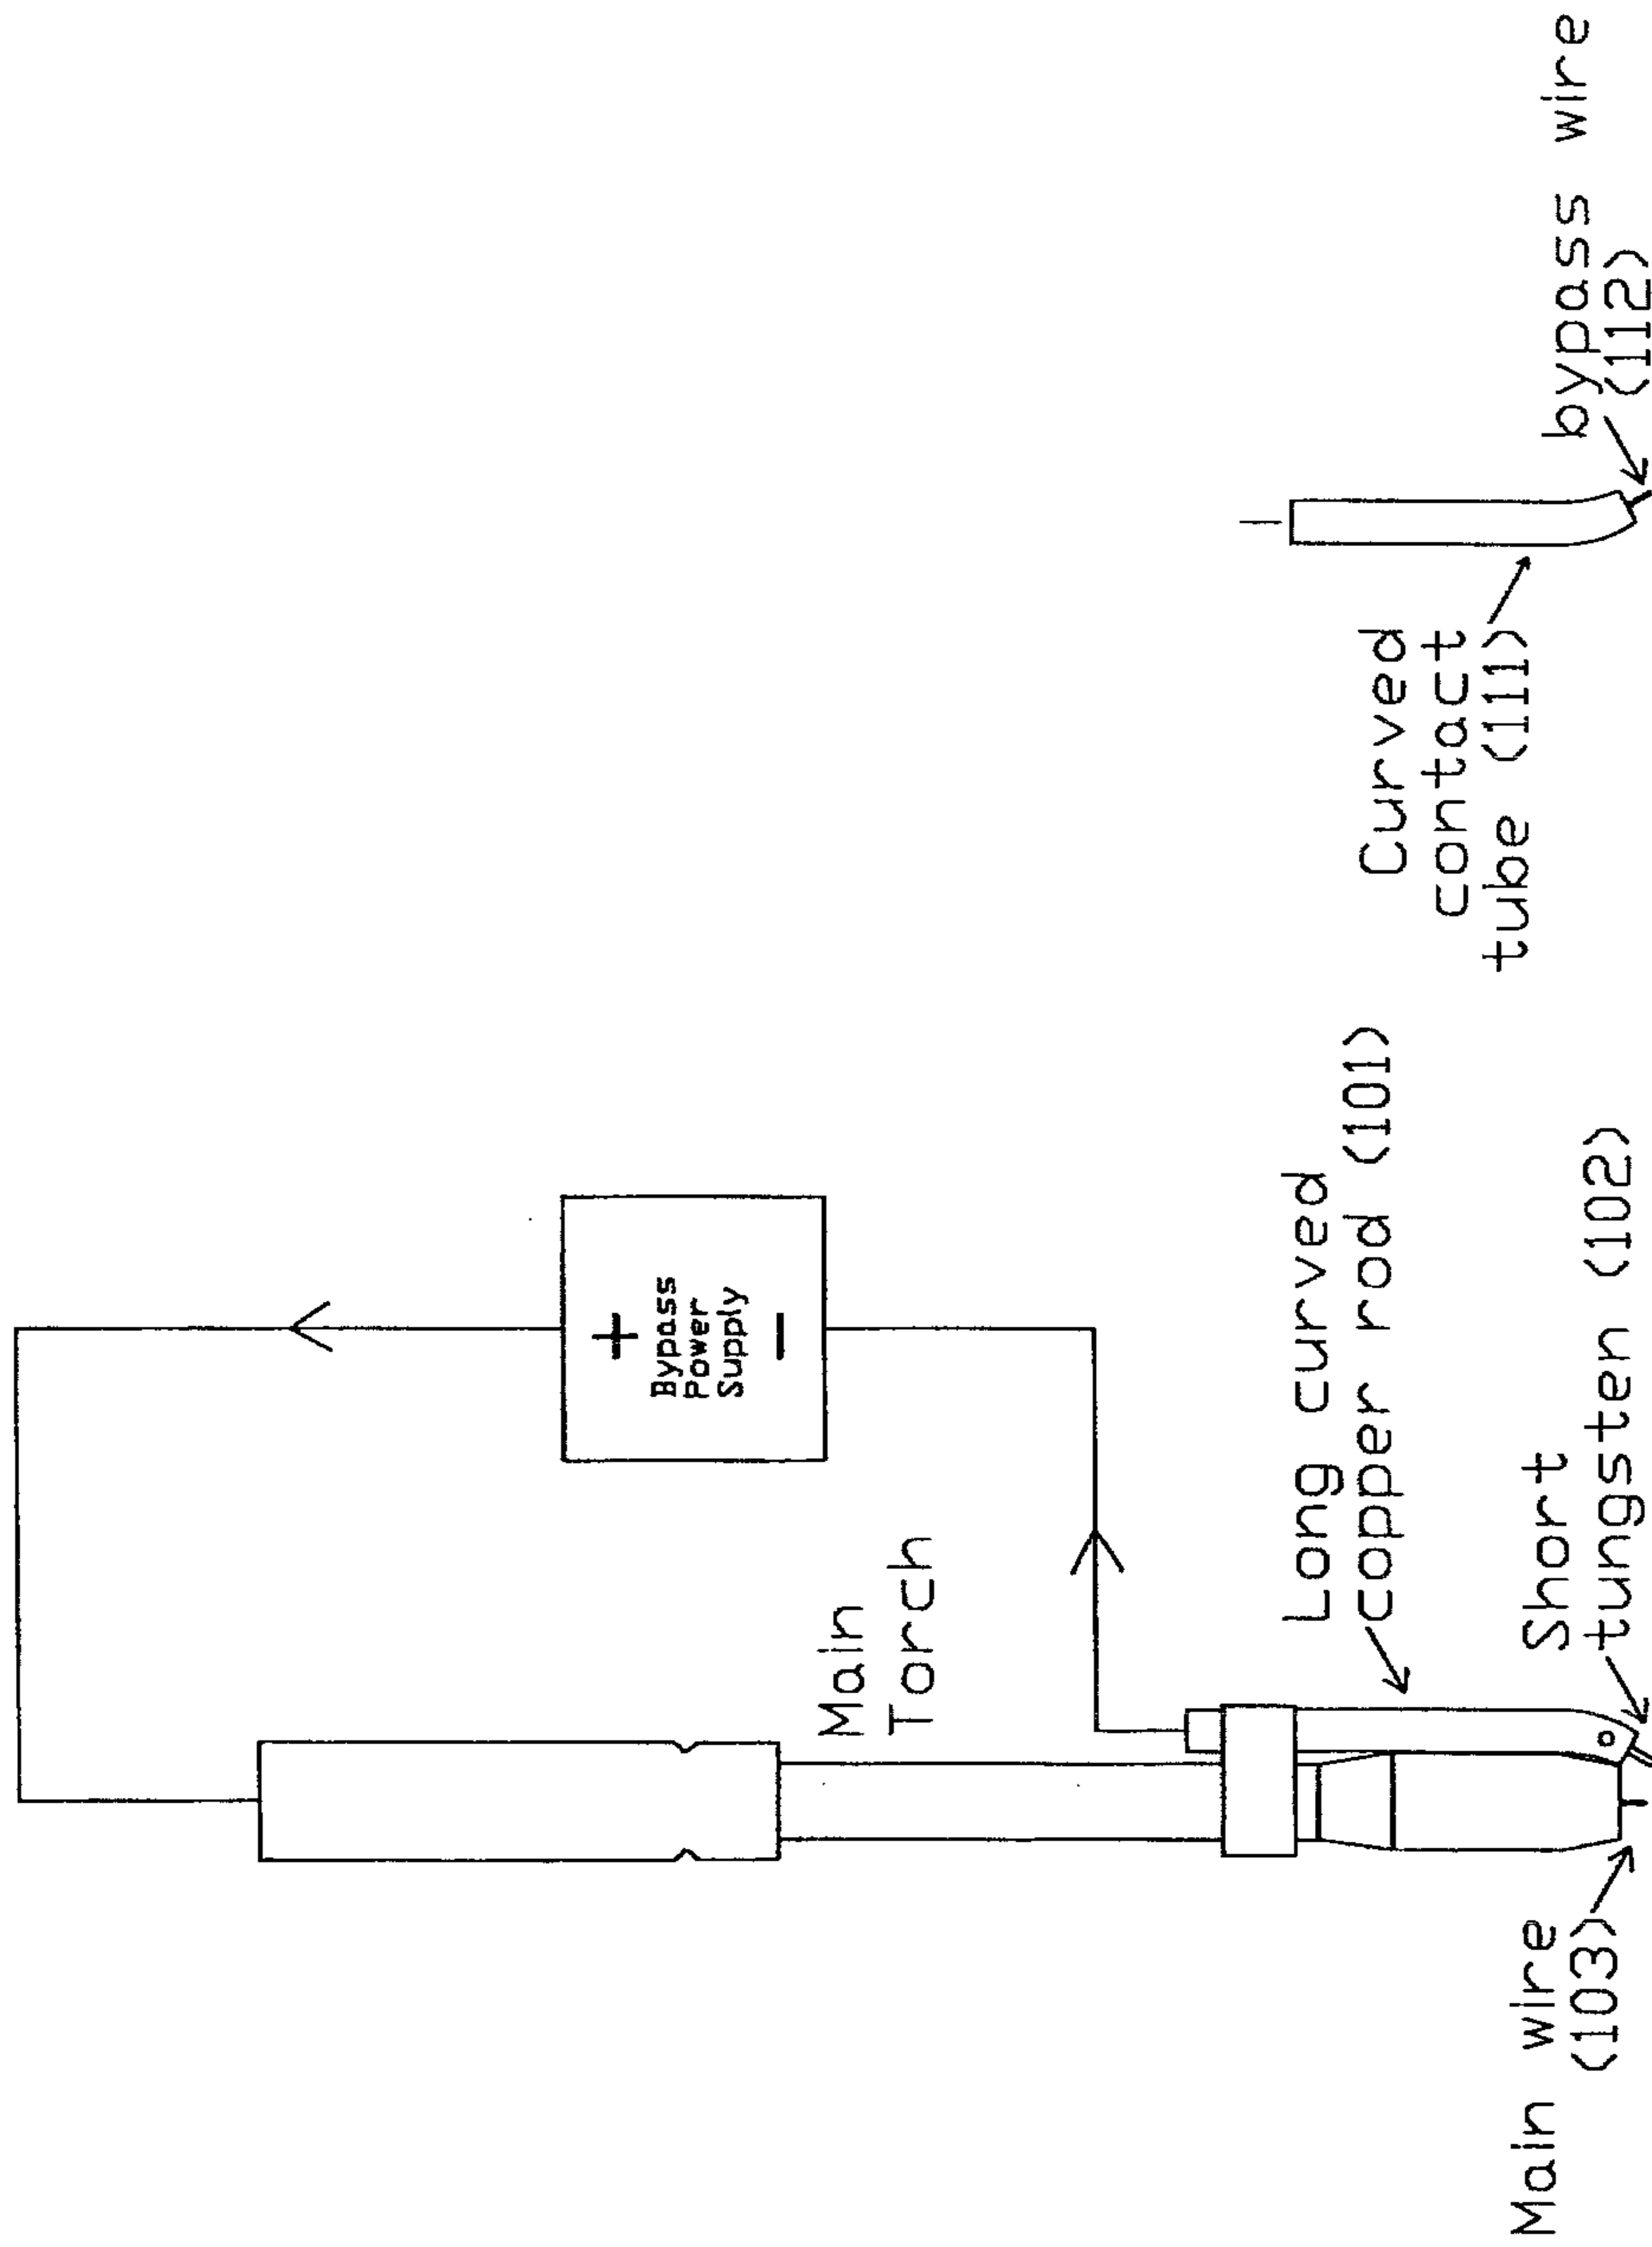 +
Bypass
Power
Supply
−
Main
Torch
Long curved
copper rod (101)
Short
tungsten (102)
Main wire
(103)
Curved
contact
tube (111)
bypass wire
(112)